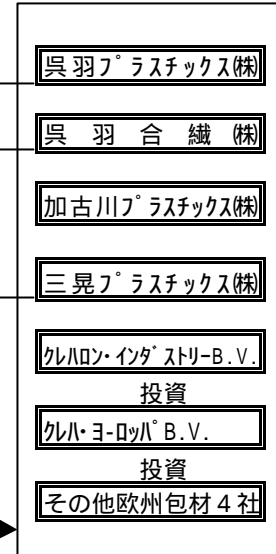 呉羽ﾌﾟﾗｽﾁｯｸｽ㈱
呉羽合繊㈱
加古川ﾌﾟﾗｽﾁｯｸｽ㈱
三晃ﾌﾟﾗｽﾁｯｸｽ㈱
ｸﾚﾊﾛﾝ･ｲﾝﾀﾞｽﾄﾘｰB.V.
投資
ｸﾚﾊ･ﾖｰﾛｯﾊﾟB.V.
投資
その他欧州包材４社